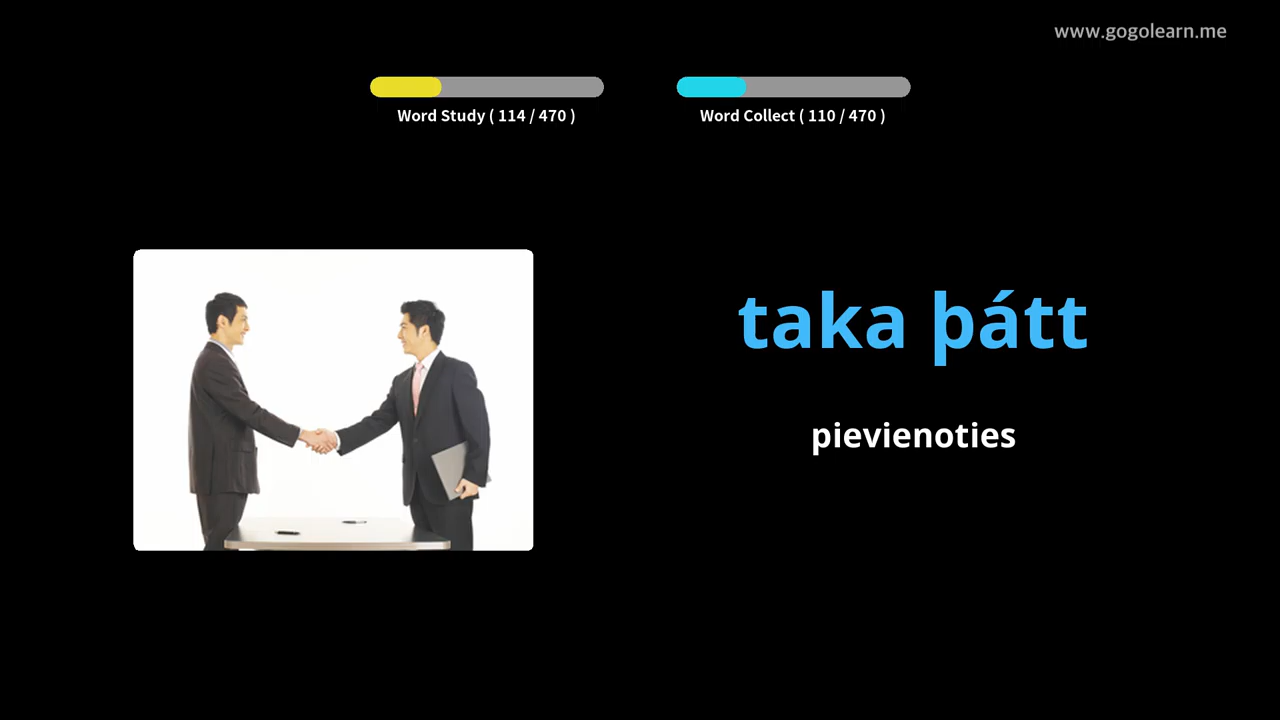 www.gogolearn.me
Word Study ( 114 / 470 )
Word Collect ( 110 / 470 )
taka þátt
pievienoties